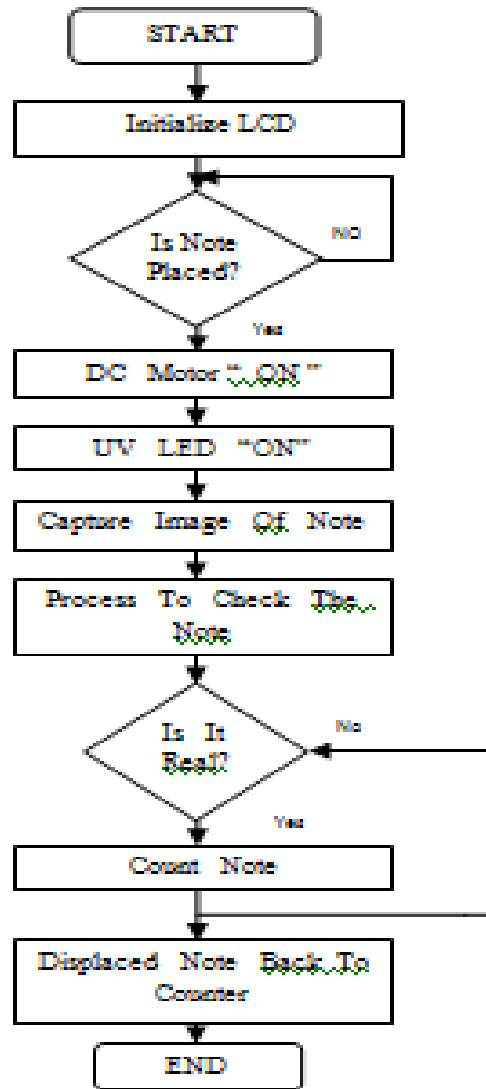 START
Initialize LCD
Is Note
Placed?
NO
Yes
DC Motor “ ON ”
UV LED “ON”
Capture Image Of Note
Process To Check The
Note
Is It
Real?
No
Yes
Count Note
Displaced Note Back To
Counter
END